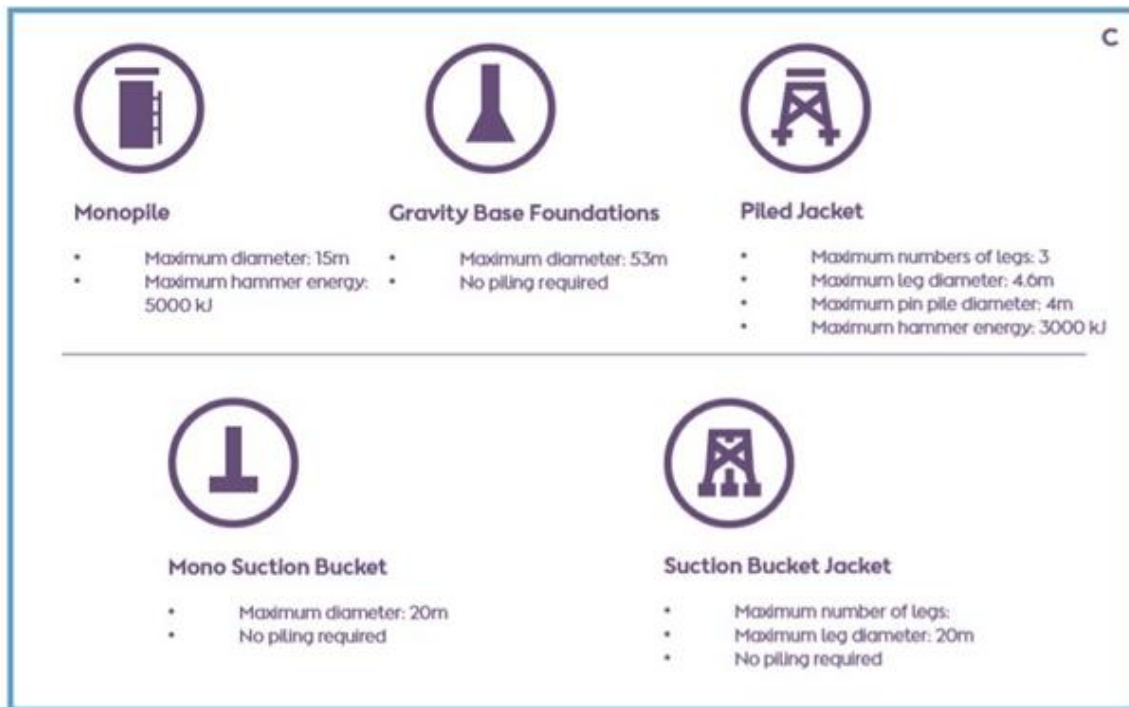 C
Monopile
• Maximum diameter: 15m
• Maximum hammer energy:
5000 kJ
Gravity Base Foundations
• Maximum diameter: 53m
• No piling required
Piled Jacket
• Maximum numbers of legs: 3
• Maximum leg diameter: 4.6m
• Maximum pin pile diameter: 4m
• Maximum hammer energy: 3000 kJ
Mono Suction Bucket
• Maximum diameter: 20m
• No piling required
Suction Bucket Jacket
• Maximum number of legs:
• Maximum leg diameter: 20m
• No piling required